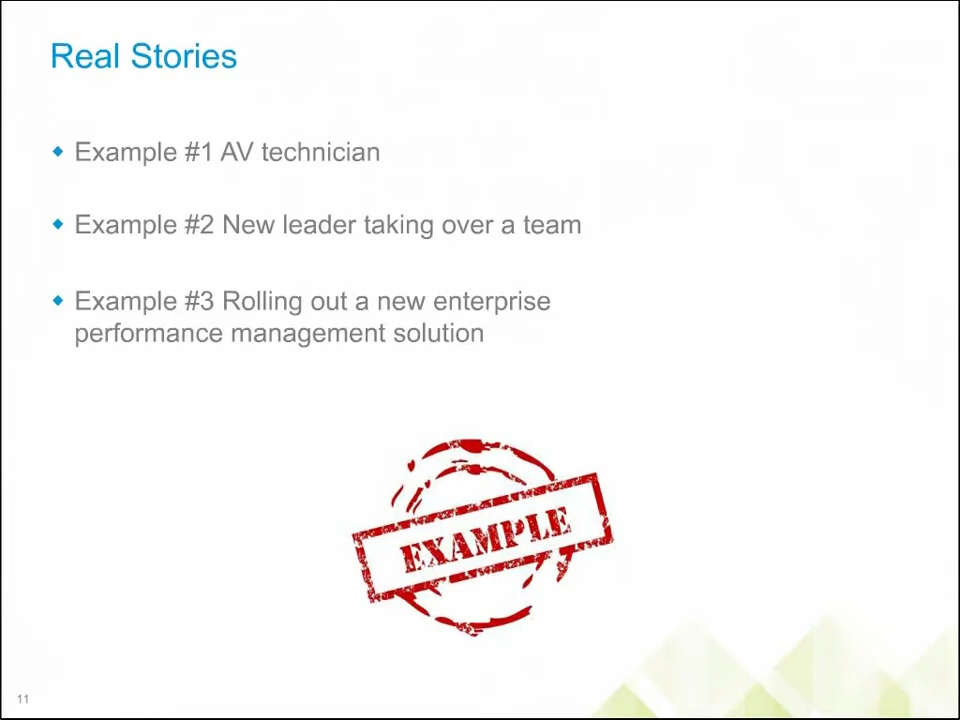 Real Stories
Example #1 AV technician
Example #2 New leader taking over a team
Example #3 Rolling out a new enterprise
performance management solution
EXAMPLE
11